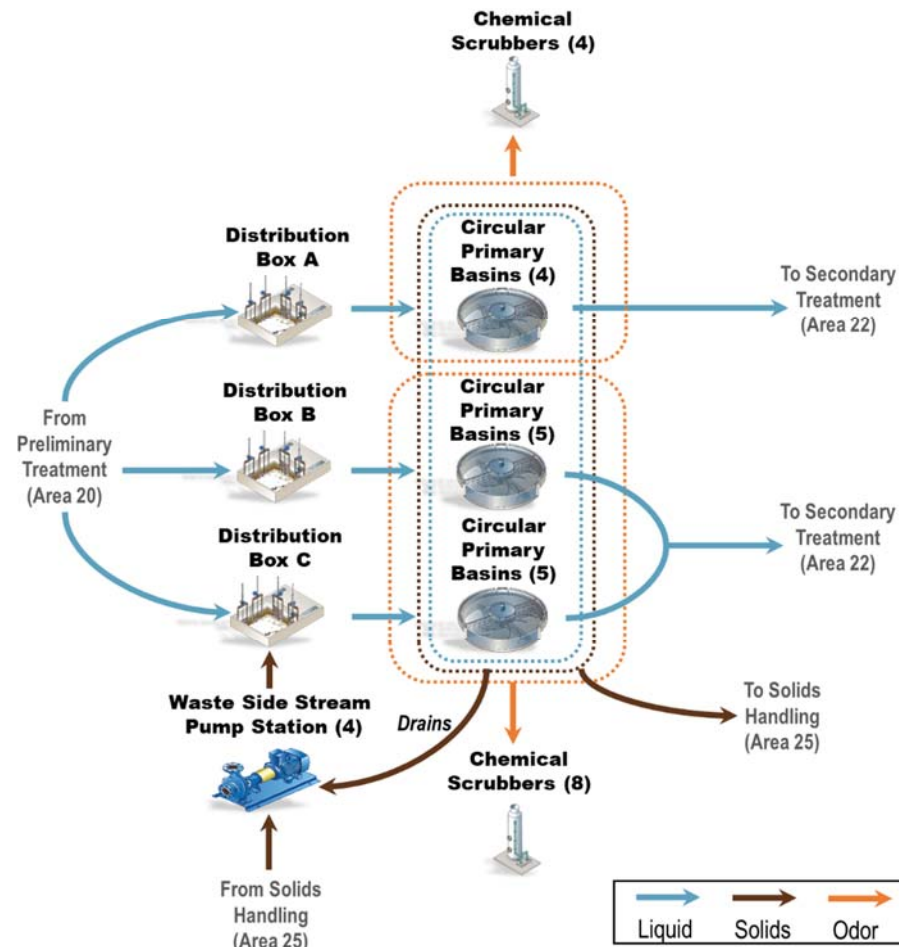 Chemical
Scrubbers (4)
Distribution
Box A
Circular
Primary
Basins (4)
To Secondary
Treatment
(Area 22)
From
Preliminary
Treatment
(Area 20)
Distribution
Box B
Circular
Primary
Basins (5)
Distribution
Box C
Circular
Primary
Basins (5)
To Secondary
Treatment
(Area 22)
Waste Side Stream
Pump Station (4)
Drains
To Solids
Handling
(Area 25)
Chemical
Scrubbers (8)
From Solids
Handling
(Area 25)
Liquid
Solids
Odor